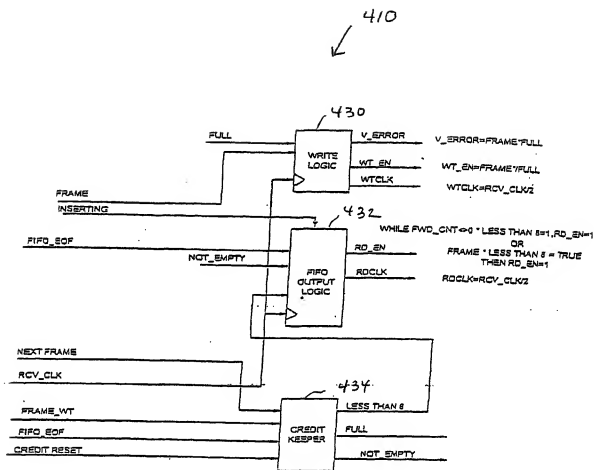 410
430
FULL
V_ERROR
V_ERROR=FRAME*FULL
WRITE
LOGIC
WT_EN
WT_EN=FRAME*/FULL
WTCLK
WTCLK=RCV_CLK/2
FRAME
INSERTING
432
WHILE FWD_CNT<>0 * LESS THAN 6=1,RD_EN=1
OR
FRAME * LESS THAN 6 = TRUE
THEN RD_EN=1
FIFO_EOF
RD_EN
NOT_EMPTY
FIFO
OUTPUT
LOGIC
RDCLK
RDCLK=RCV_CLK/2
NEXT FRAME
RCV_CLK
434
LESS THAN 6
FRAME_WT
CREDIT
KEEPER
FULL
FIFO_EOF
CREDIT RESET
NOT_EMPTY